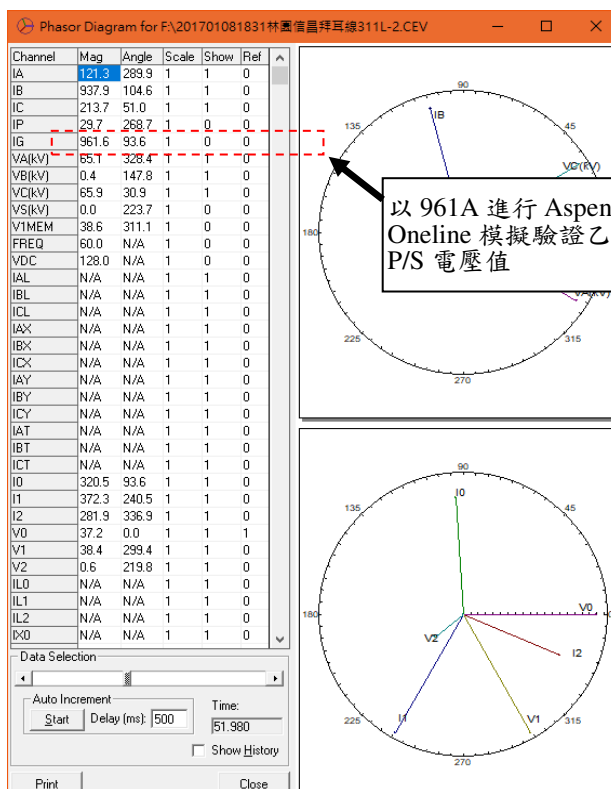 Phasor Diagram for F:\201701081831林園信昌拜耳線311L-2.CEV
Channel Mag Angle Scale Show Ref
IA 121.3 289.9 1 1 0
IB 937.9 104.6 1 1 0
IC 213.7 51.0 1 1 0
IP 29.7 268.7 1 0 0
IG 961.6 93.6 1 0 0
VA(kV) 65.1 328.4 1 1 0
VB(kV) 0.4 147.8 1 1 0
VC(kV) 65.9 30.9 1 1 0
VS(kV) 0.0 223.7 1 0 0
V1MEM 38.6 311.1 1 0 0
FREQ 60.0 N/A 1 0 0
VDC 128.0 N/A 1 0 0
IAL N/A N/A 1 1 0
IBL N/A N/A 1 1 0
ICL N/A N/A 1 1 0
IAX N/A N/A 1 1 0
IBX N/A N/A 1 1 0
ICX N/A N/A 1 1 0
IAY N/A N/A 1 1 0
IBY N/A N/A 1 1 0
ICY N/A N/A 1 1 0
IAT N/A N/A 1 1 0
IBT N/A N/A 1 1 0
ICT N/A N/A 1 1 0
I0 320.5 93.6 1 1 0
I1 372.3 240.5 1 1 0
I2 281.9 336.9 1 1 0
V0 37.2 0.0 1 1 1
V1 38.4 299.4 1 1 0
V2 0.6 219.8 1 1 0
IL0 N/A N/A 1 1 0
IL1 N/A N/A 1 1 0
IL2 N/A N/A 1 1 0
IX0 N/A N/A 1 1 0
Data Selection
Auto Increment
Start Delay (ms): 500
Time:
51.980
Show History
Print Close
90
135 45
IB
VC(kV)
180
以 961A 進行 Aspen
Oneline 模擬驗證乙
P/S 電壓值
VA(kV)
225 315
270
90
I0
135 45
180 V0
V2 I2
I1 V1
225 315
270